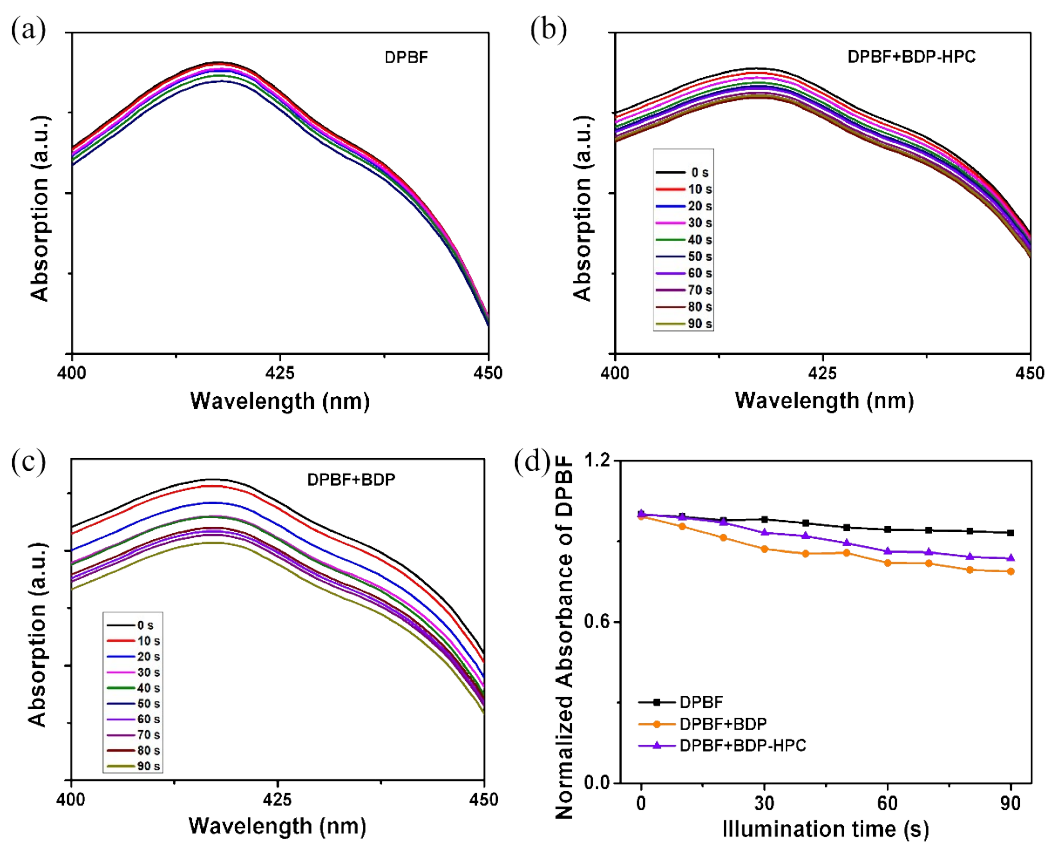 (a)
DPBF
Absorption (a.u.)
400
425
450
Wavelength (nm)
(b)
DPBF+BDP-HPC
Absorption (a.u.)
0 s
10 s
20 s
30 s
40 s
50 s
60 s
70 s
80 s
90 s
400
425
450
Wavelength (nm)
(c)
DPBF+BDP
Absorption (a.u.)
0 s
10 s
20 s
30 s
40 s
50 s
60 s
70 s
80 s
90 s
400
425
450
Wavelength (nm)
(d)
Normalized Absorbance of DPBF
1.2
0.6
0.0
DPBF
DPBF+BDP
DPBF+BDP-HPC
0
30
60
90
Illumination time (s)